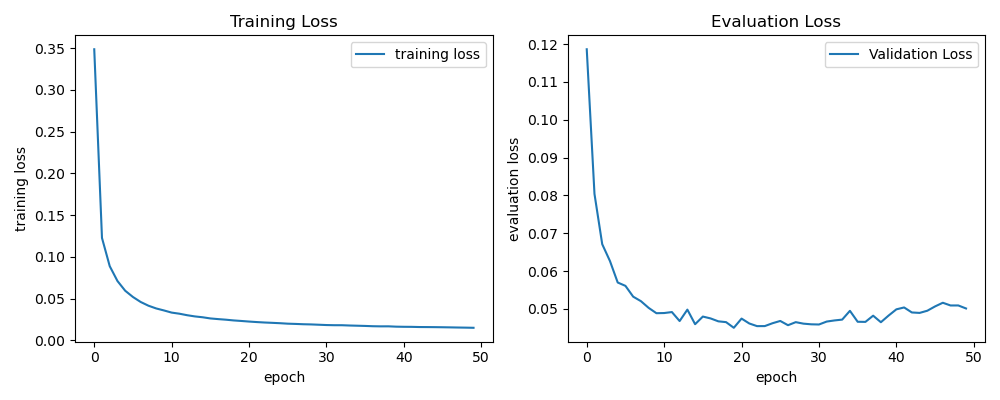 Training Loss
training loss
0.35
0.30
0.25
0.20
0.15
0.10
0.05
0.00
training loss
0 10 20 30 40 50
epoch
Evaluation Loss
Validation Loss
0.12
0.11
0.10
0.09
0.08
0.07
0.06
0.05
evaluation loss
0 10 20 30 40 50
epoch